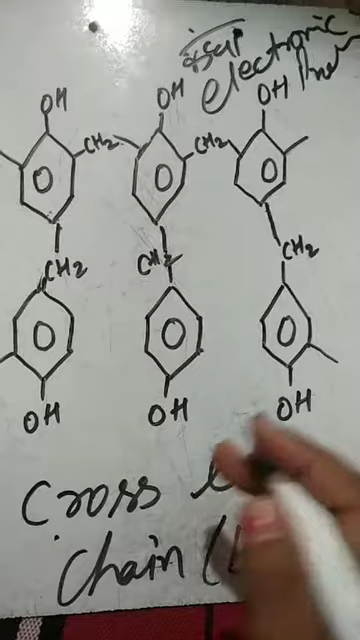 electronic
OH OH OH
CH2 CH2
CH2 CH2 CH2
OH OH OH
Cross
Chain (